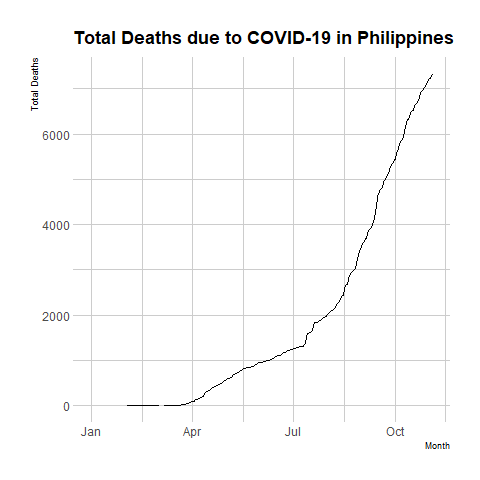 Total Deaths due to COVID-19 in Philippines
Total Deaths
6000
4000
2000
0
Jan Apr Jul Oct
Month